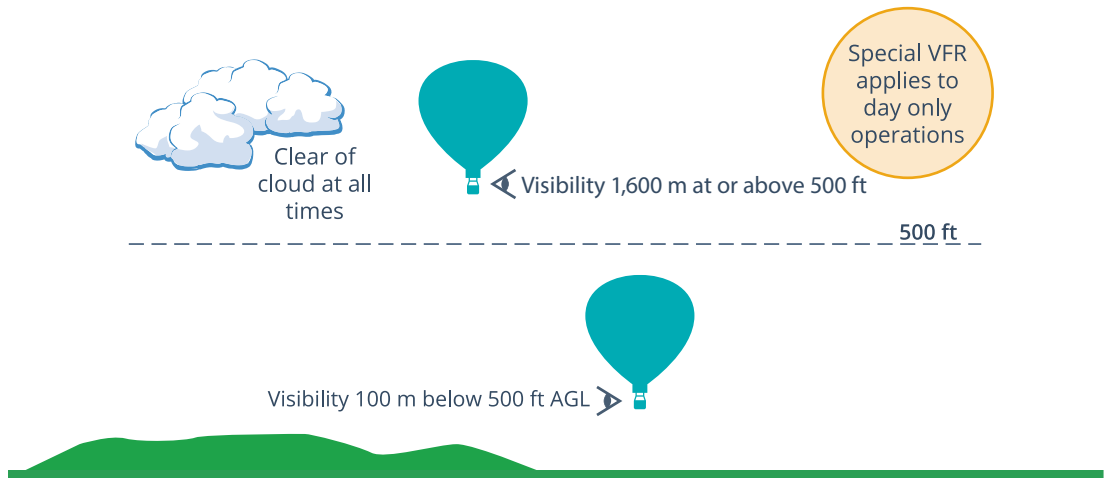 Special VFR
applies to
day only
operations
Clear of
cloud at all
times
Visibility 1,600 m at or above 500 ft
500 ft
Visibility 100 m below 500 ft AGL